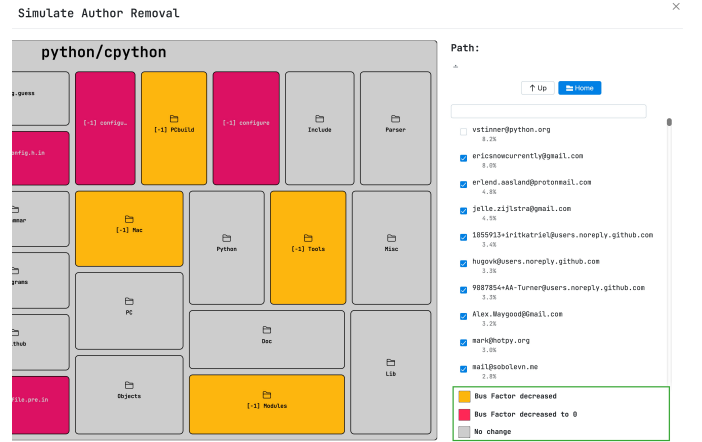 Simulate Author Removal
python/cpython
g.guess
[-1] configu…
[-1] PCbuild
[-1] configure
Include
Parser
nfig.h.in
mmar
[-1] Mac
Python
[-1] Tools
Misc
grams
PC
Doc
thub
Lib
Objects
[-1] Modules
file.pre.in
Path:
.
↑ Up
Home
vstinner@python.org
8.2%
ericsnowcurrently@gmail.com
8.0%
erlend.aasland@protonmail.com
4.8%
jelle.zijlstra@gmail.com
4.5%
1055913+iritkatriel@users.noreply.github.com
3.4%
hugovk@users.noreply.github.com
3.3%
9087854+AA-Turner@users.noreply.github.com
3.3%
Alex.Waygood@Gmail.com
3.2%
mark@hotpy.org
3.0%
mail@sobolevn.me
2.8%
Bus Factor decreased
Bus Factor decreased to 0
No change